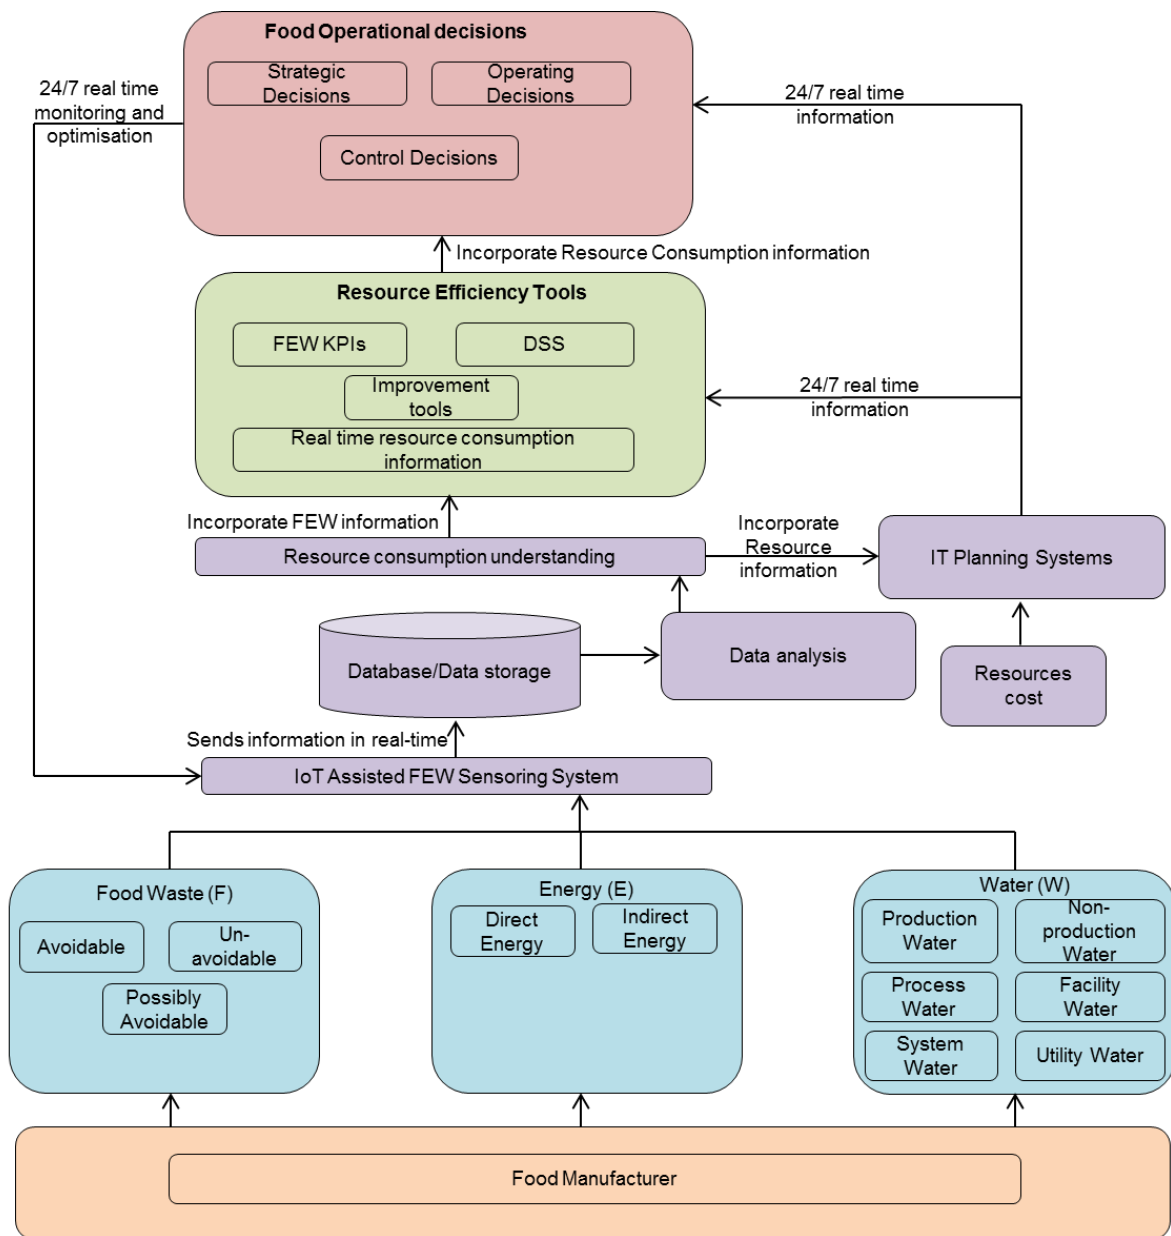 Food Operational decisions
Strategic
Decisions
Operating
Decisions
Control Decisions
24/7 real time
monitoring and
optimisation
24/7 real time
information
Incorporate Resource Consumption information
Resource Efficiency Tools
FEW KPIs
DSS
Improvement
tools
Real time resource consumption
information
24/7 real time
information
Incorporate FEW information
Resource consumption understanding
Incorporate
Resource
information
IT Planning Systems
Database/Data storage
Data analysis
Resources
cost
Sends information in real-time
IoT Assisted FEW Sensoring System
Food Waste (F)
Avoidable
Un-
avoidable
Possibly
Avoidable
Energy (E)
Direct
Energy
Indirect
Energy
Water (W)
Production
Water
Non-
production
Water
Process
Water
Facility
Water
System
Water
Utility Water
Food Manufacturer